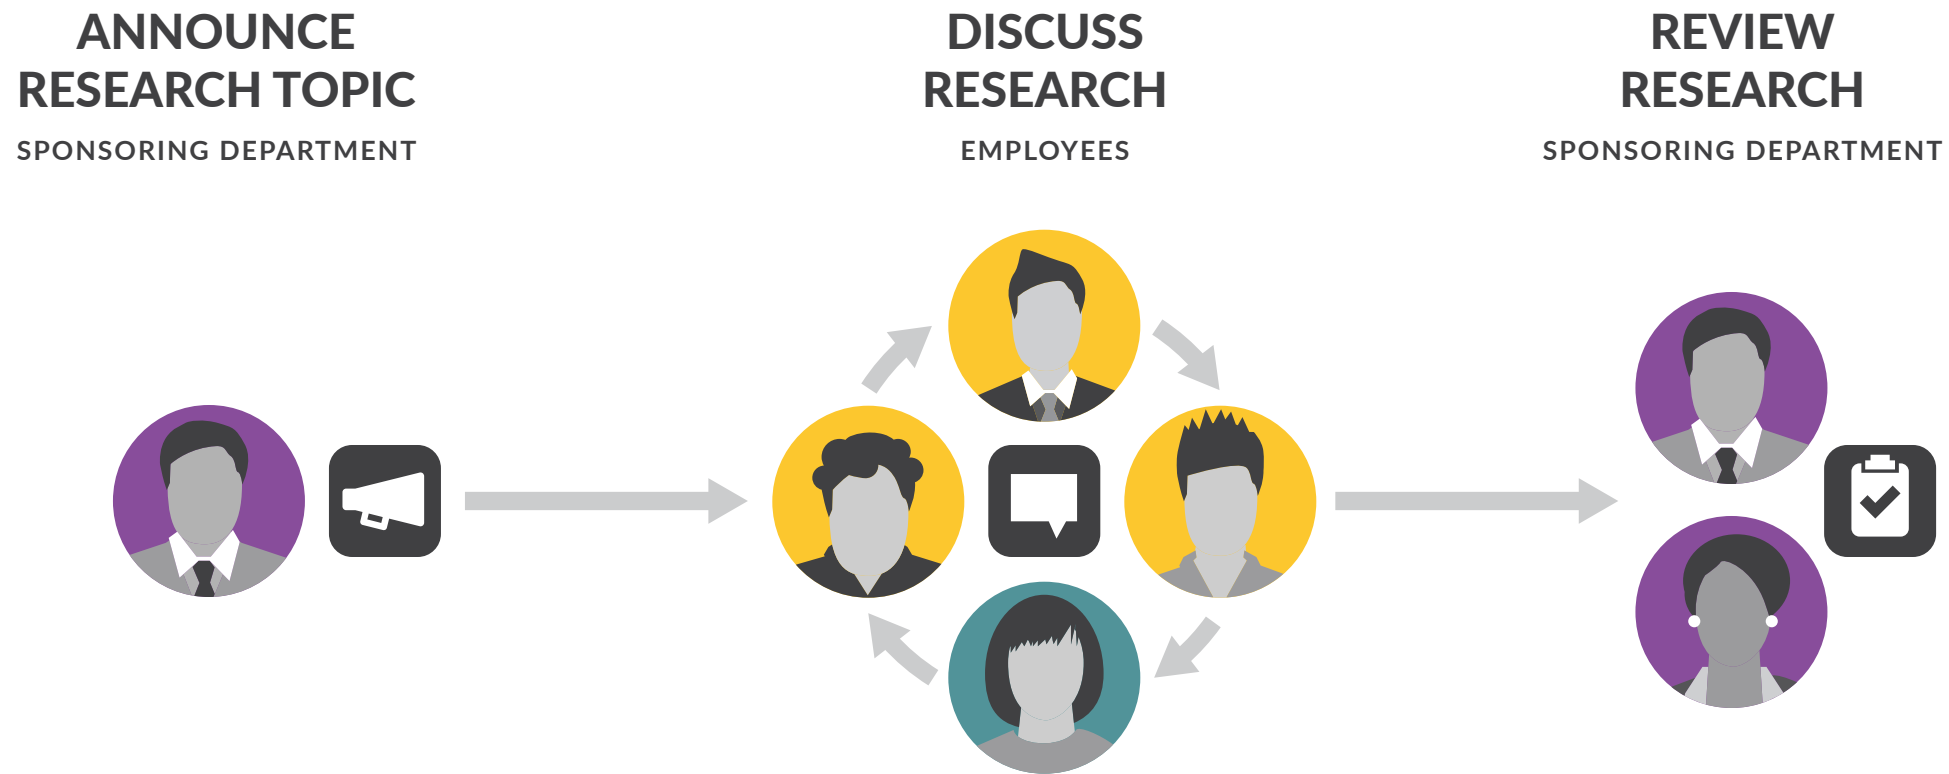 ANNOUNCE
RESEARCH TOPIC
SPONSORING DEPARTMENT
DISCUSS
RESEARCH
EMPLOYEES
REVIEW
RESEARCH
SPONSORING DEPARTMENT